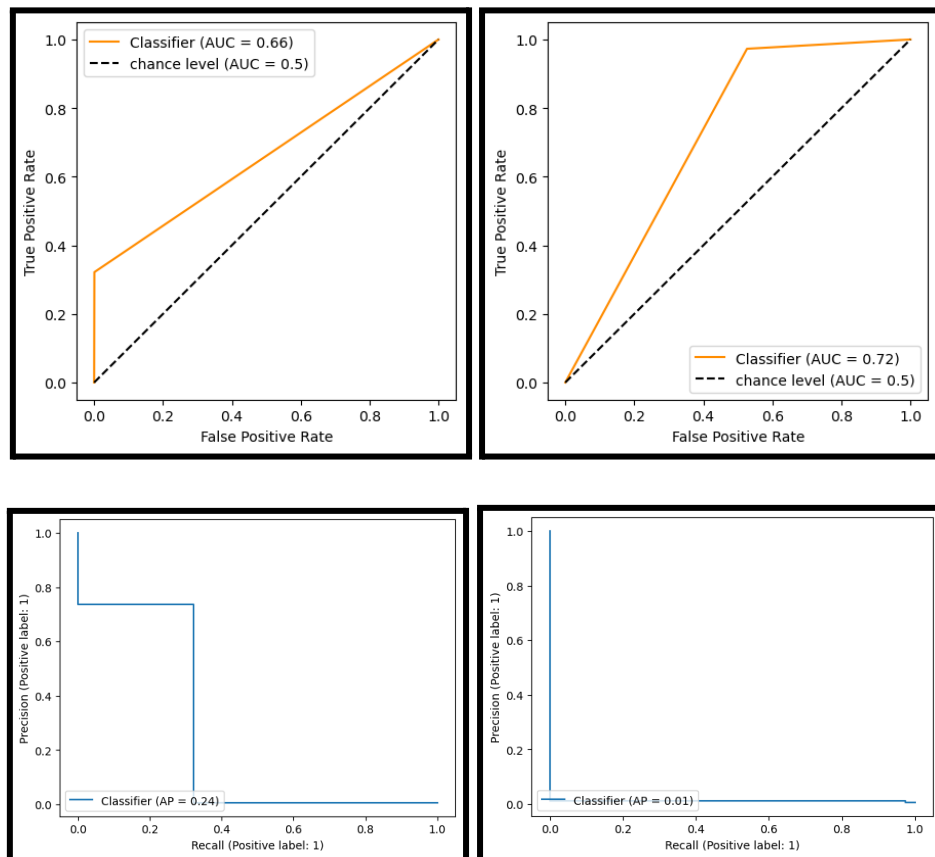 Classifier (AUC = 0.66)
chance level (AUC = 0.5)
1.0
0.8
0.6
0.4
0.2
0.0
True Positive Rate
0.0 0.2 0.4 0.6 0.8 1.0
False Positive Rate
1.0
0.8
0.6
0.4
0.2
0.0
True Positive Rate
Classifier (AUC = 0.72)
chance level (AUC = 0.5)
0.0 0.2 0.4 0.6 0.8 1.0
False Positive Rate
1.0
0.8
0.6
0.4
0.2
0.0
Precision (Positive label: 1)
Classifier (AP = 0.24)
0.0 0.2 0.4 0.6 0.8 1.0
Recall (Positive label: 1)
1.0
0.8
0.6
0.4
0.2
0.0
Precision (Positive label: 1)
Classifier (AP = 0.01)
0.0 0.2 0.4 0.6 0.8 1.0
Recall (Positive label: 1)